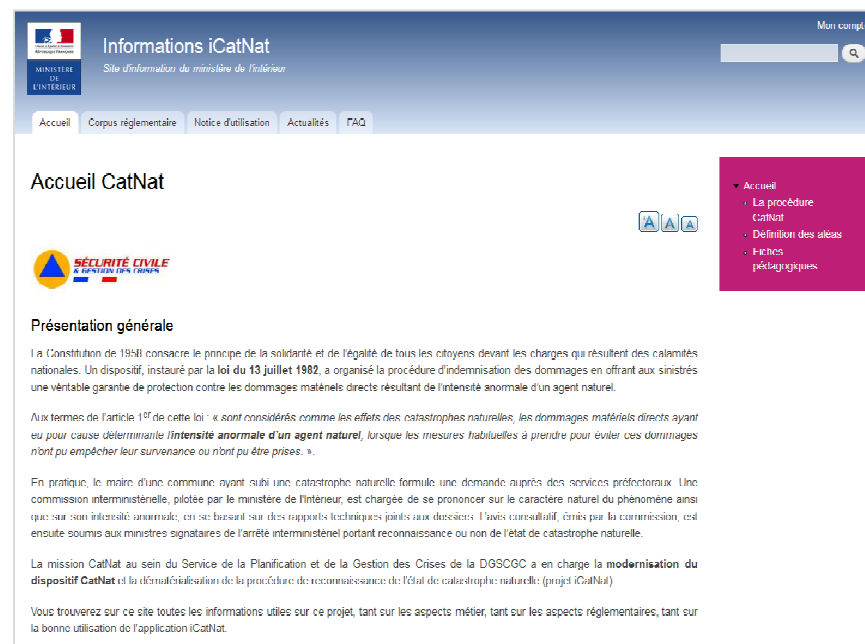 Mon compt
Informations iCatNat
Site d'information du ministère de l'intérieur
MINISTÈRE
DE
L'INTÉRIEUR
Accueil
Corpus réglementaire
Notice d'utilisation
Actualités
FAQ
Accueil CatNat
A
A
A
SÉCURITÉ CIVILE
& GESTION DES CRISES
Présentation générale
La Constitution de 1958 consacre le principe de la solidarité et de l'égalité de tous les citoyens devant les charges qui résultent des calamités
nationales. Un dispositif, instauré par la loi du 13 juillet 1982, a organisé la procédure d'indemnisation des dommages en offrant aux sinistrés
une véritable garantie de protection contre les dommages matériels directs résultant de l'intensité anormale d'un agent naturel.
Aux termes de l'article 1er de cette loi : « sont considérés comme les effets des catastrophes naturelles, les dommages matériels directs ayant
eu pour cause déterminante l'intensité anormale d'un agent naturel, lorsque les mesures habituelles à prendre pour éviter ces dommages
n'ont pu empêcher leur survenance ou n'ont pu être prises. ».
En pratique, le maire d'une commune ayant subi une catastrophe naturelle formule une demande auprès des services préfectoraux. Une
commission interministérielle, pilotée par le ministère de l'Intérieur, est chargée de se prononcer sur le caractère naturel du phénomène ainsi
que sur son intensité anormale, en se basant sur des rapports techniques joints aux dossiers. L'avis consultatif, émis par la commission, est
ensuite soumis aux ministres signataires de l'arrêté interministériel portant reconnaissance ou non de l'état de catastrophe naturelle.
La mission CatNat au sein du Service de la Planification et de la Gestion des Crises de la DGSCGC a en charge la modernisation du
dispositif CatNat et la dématérialisation de la procédure de reconnaissance de l'état de catastrophe naturelle (projet iCatNat)
Vous trouverez sur ce site toutes les informations utiles sur ce projet, tant sur les aspects métier, tant sur les aspects réglementaires, tant sur
la bonne utilisation de l'application iCatNat.
Accueil
La procédure
CatNat
Définition des aléas
Fiches
pédagogiques